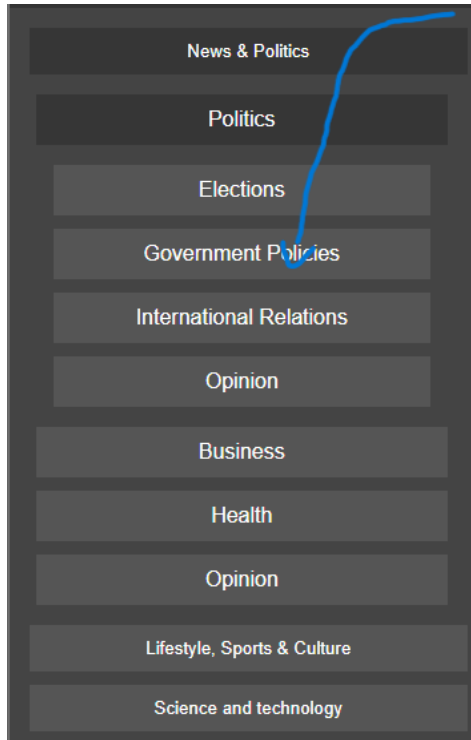 News & Politics
Politics
Elections
Government Policies
International Relations
Opinion
Business
Health
Opinion
Lifestyle, Sports & Culture
Science and technology